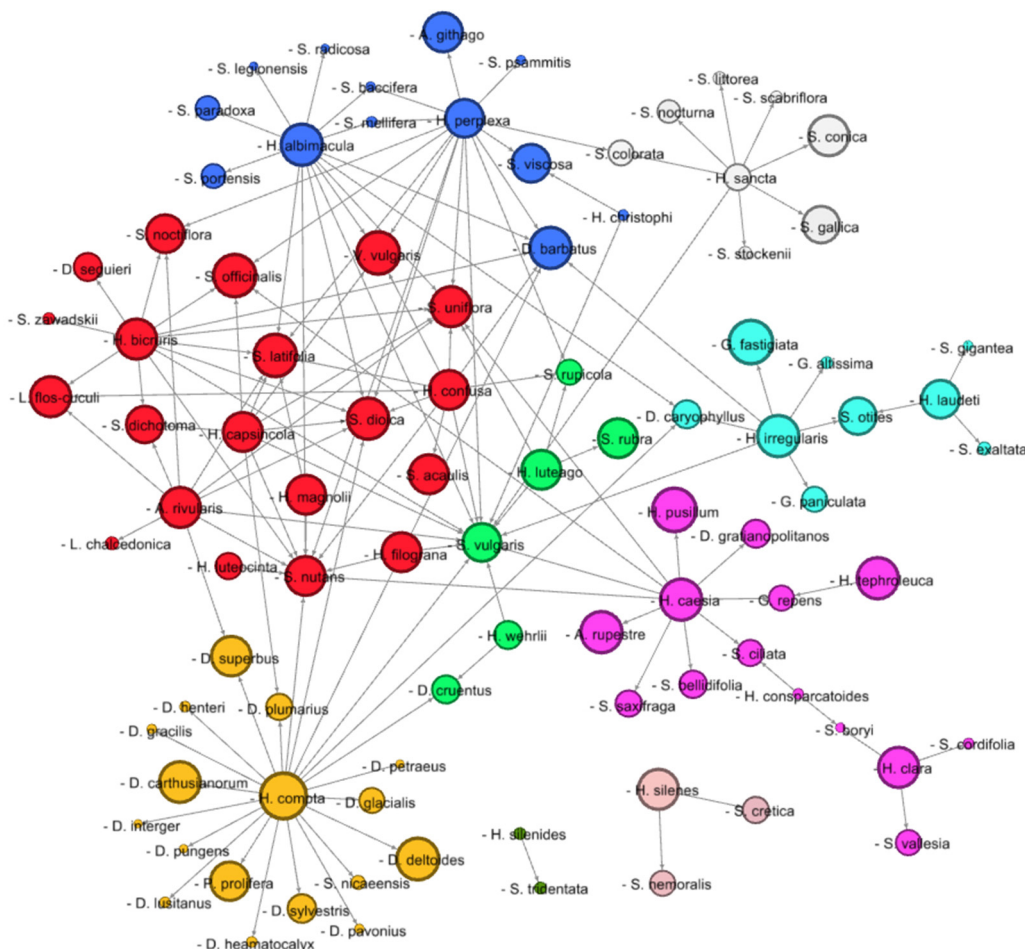 - A. githago
- S. radicosa
- S. psammitis
- S. legionensis
- S. baccifera
- S. littorea
- S. scabriflora
- S. paradoxa
- S. mellifera
- H. perplexa
- S. nocturna
- S. conica
- H. albimacula
- S. colorata
- S. viscosa
- S. portensis
- H. sancta
- H. christophi
- S. gallica
- S. noctiflora
- V. vulgaris
- D. barbatus
- S. stockenii
- D. seguieri
- S. officinalis
- S. uniflora
- S. zawadskii
- H. bicruris
- S. latifolia
- G. fastigiata
- G. altissima
- S. gigantea
- S. rupicola
- L. flos-cuculi
- H. confusa
- H. laudeti
- S. dichotoma
- H. capsincola
- S. dioica
- D. caryophyllus
- S. otites
- S. rubra
- H. irregularis
- S. exaltata
- S. acaulis
- H. luteago
- H. magnolii
- G. paniculata
- A. rivularis
- H. pusillum
- L. chalcedonica
- S. vulgaris
- D. gratianopolitanos
- H. filograna
- H. luteocinta
- S. nutans
- H. tephroleuca
- H. caesia
- G. repens
- H. wehrlii
- A. rupestre
- D. superbus
- S. ciliata
- D. cruentus
- S. bellidifolia
- H. consparcatoides
- D. henteri
- D. plumarius
- S. saxifraga
- D. gracilis
- S. boryi
- S. cordifolia
- D. petraeus
- H. clara
- D. carthusianorum
- H. compta
- D. glacialis
- H. silenes
- S. cretica
- D. interger
- H. silenides
- S. vallesia
- D. pungens
- D. deltoides
- P. prolifera
- S. nicaeensis
- S. tridentata
- S. nemoralis
- D. lusitanus
- D. sylvestris
- D. pavonius
- D. heamatocalyx